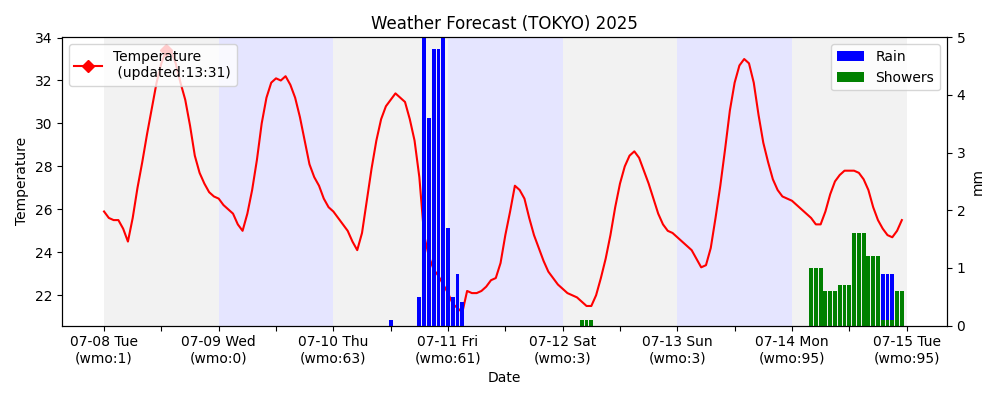 Weather Forecast (TOKYO) 2025
Temperature
(updated:13:31)
Rain
Showers
34
32
30
28
26
24
22
Temperature
5
4
3
2
1
0
mm
07-08 Tue
(wmo:1)
07-09 Wed
(wmo:0)
07-10 Thu
(wmo:63)
07-11 Fri
(wmo:61)
07-12 Sat
(wmo:3)
07-13 Sun
(wmo:3)
07-14 Mon
(wmo:95)
07-15 Tue
(wmo:95)
Date